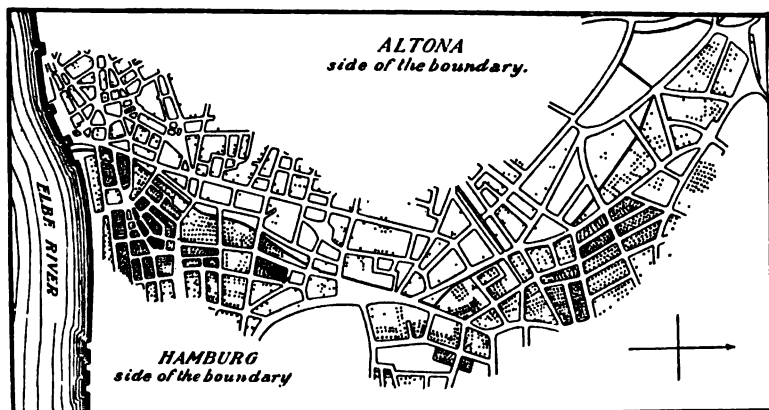 ALTONA
side of the boundary.
ELBE RIVER
HAMBURG
side of the boundary